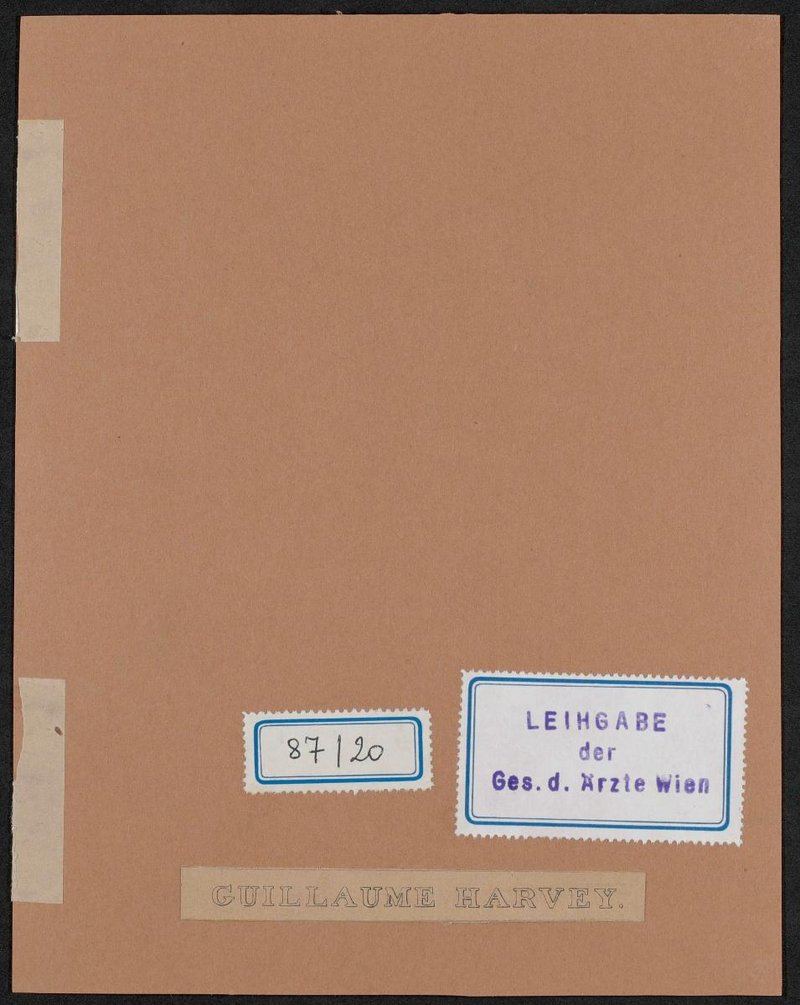 87/20
LEIHGABE
der
Ges. d. Ärzte Wien
GUILLAUME HARVEY.